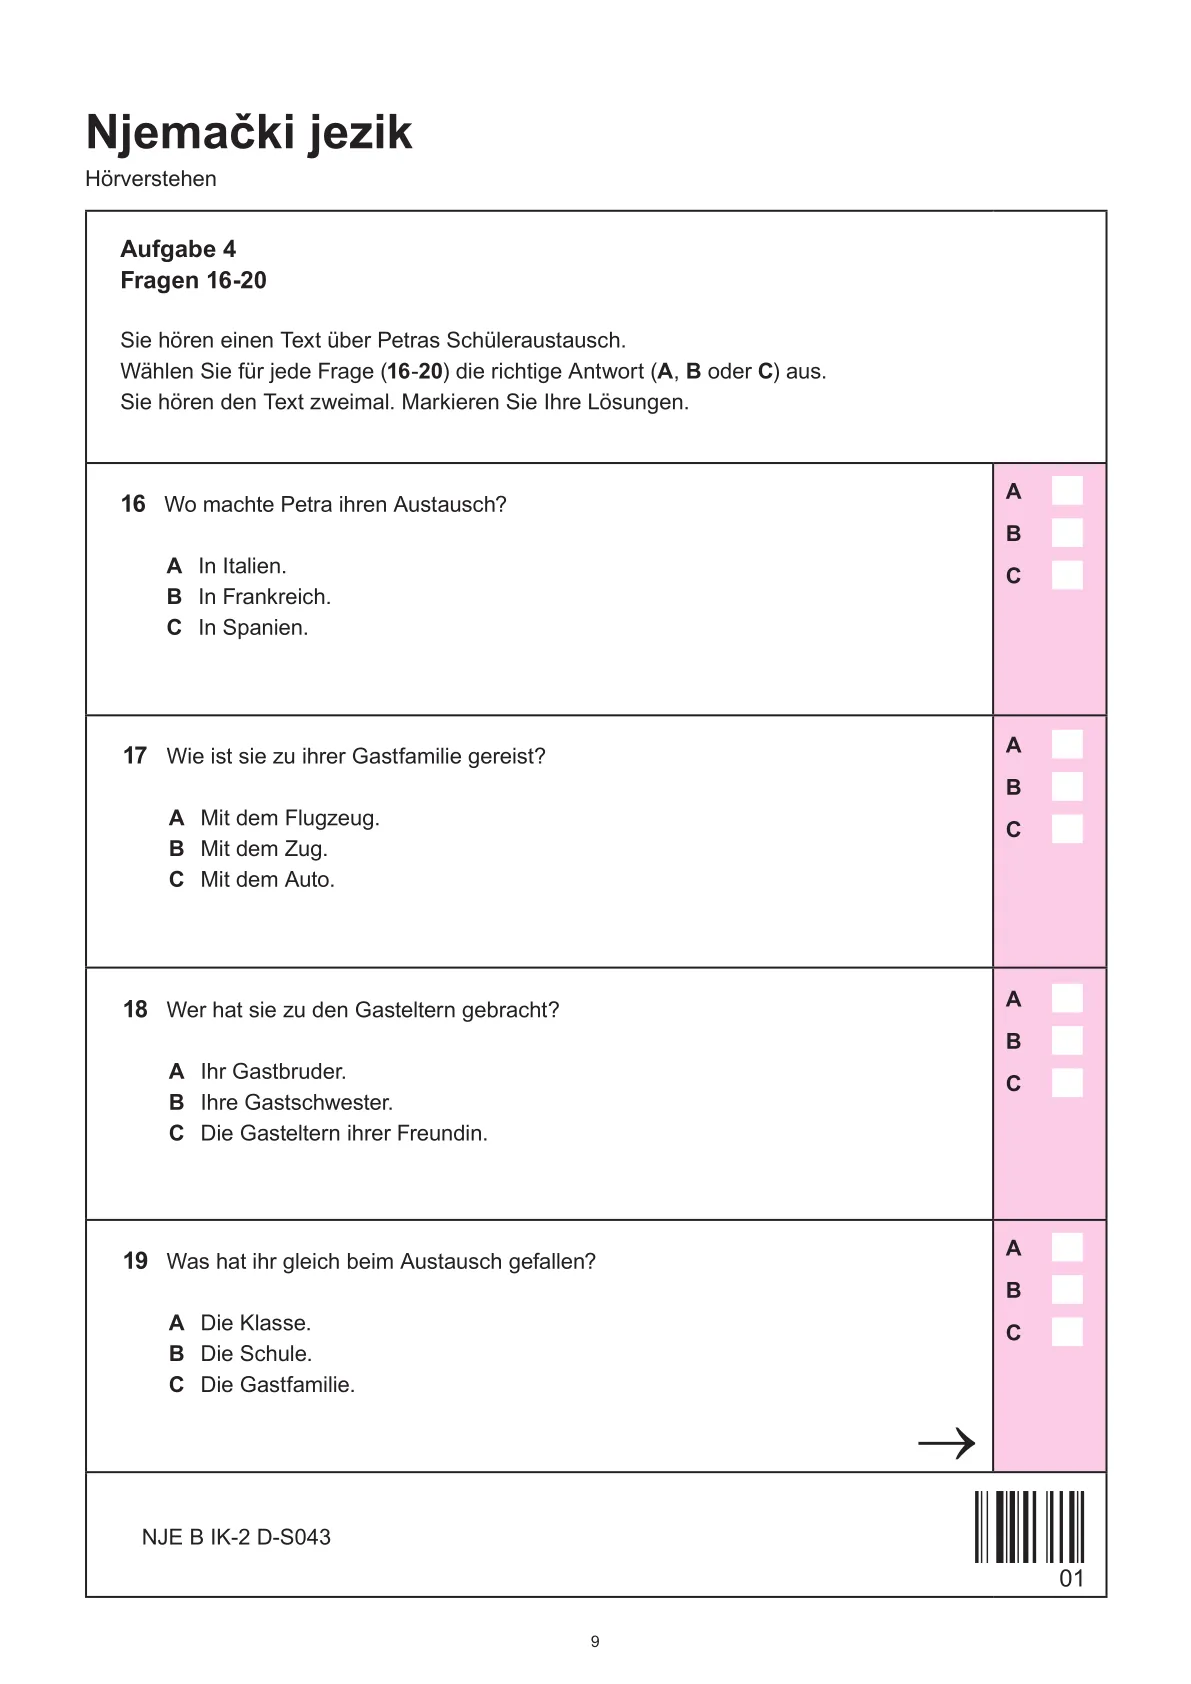 Njemački jezik
Hörverstehen
Aufgabe 4
Fragen 16-20
Sie hören einen Text über Petras Schüleraustausch.
Wählen Sie für jede Frage (16-20) die richtige Antwort (A, B oder C) aus.
Sie hören den Text zweimal. Markieren Sie Ihre Lösungen.
16 Wo machte Petra ihren Austausch?
A In Italien.
B In Frankreich.
C In Spanien.
A
B
C
17 Wie ist sie zu ihrer Gastfamilie gereist?
A Mit dem Flugzeug.
B Mit dem Zug.
C Mit dem Auto.
A
B
C
18 Wer hat sie zu den Gasteltern gebracht?
A Ihr Gastbruder.
B Ihre Gastschwester.
C Die Gasteltern ihrer Freundin.
A
B
C
19 Was hat ihr gleich beim Austausch gefallen?
A Die Klasse.
B Die Schule.
C Die Gastfamilie.
A
B
C
→
NJE B IK-2 D-S043
01
9